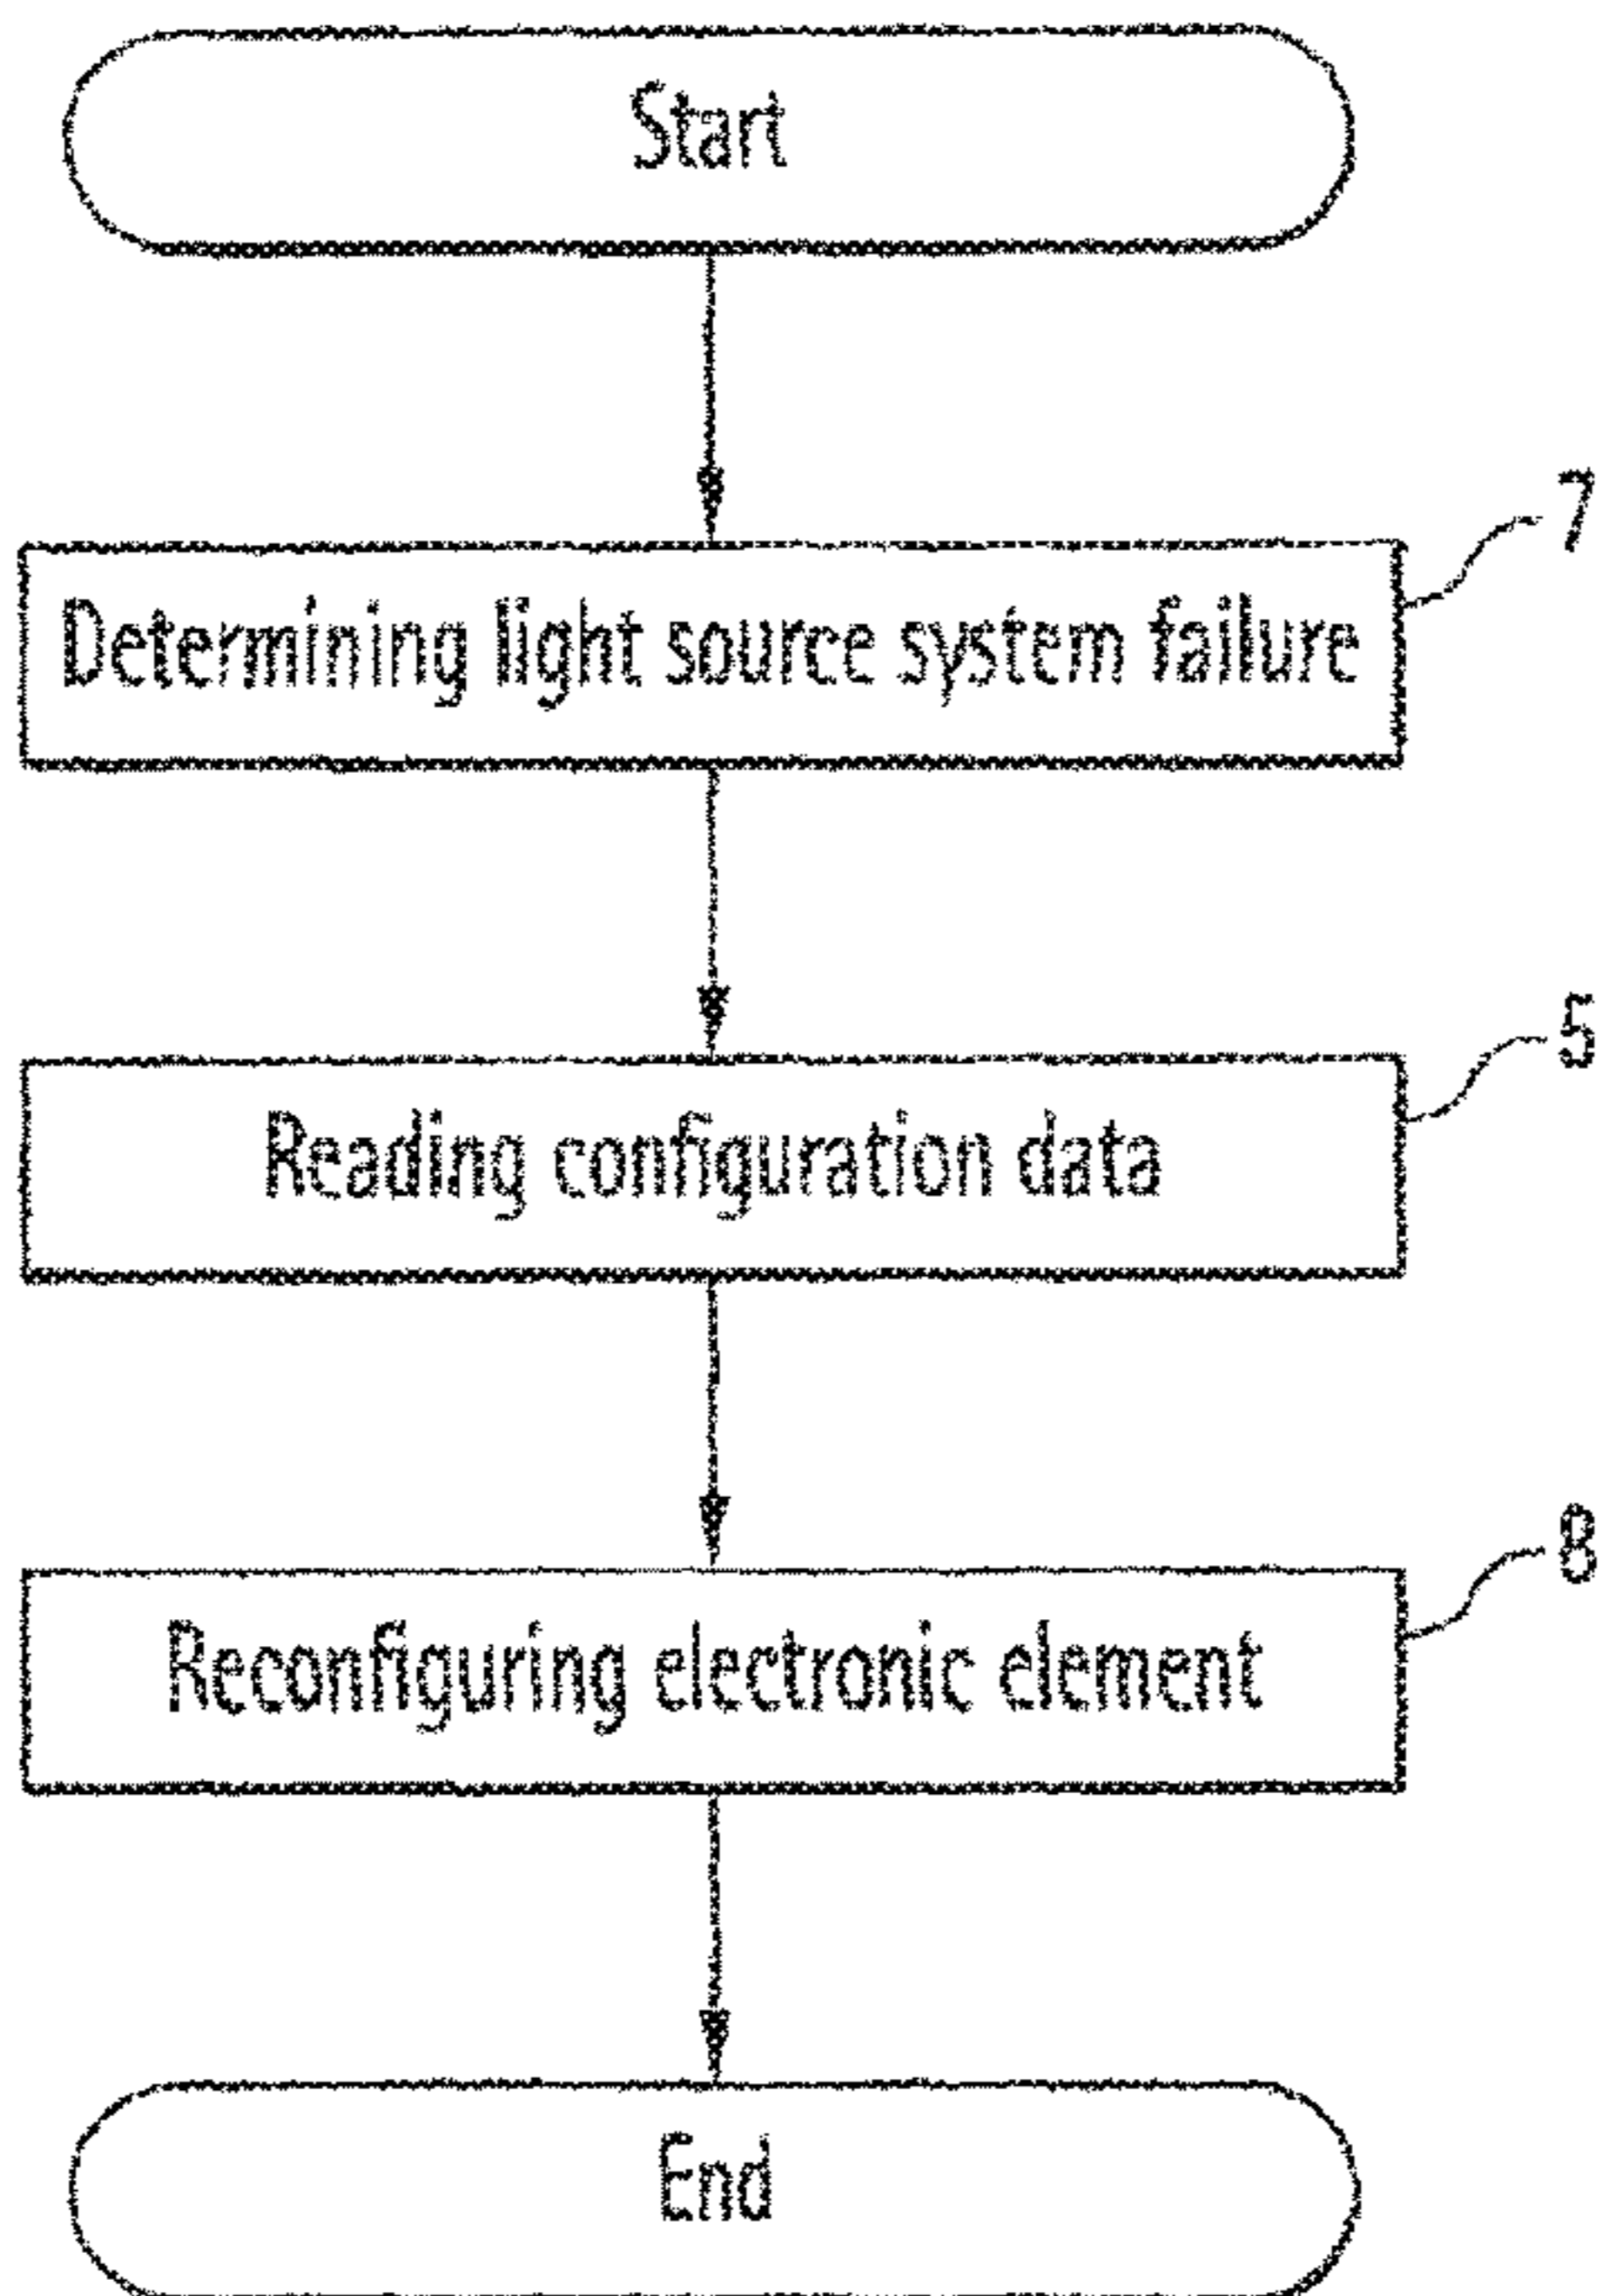 Start
7
Determining light source system failure
5
Reading configuration data
8
Reconfiguring electronic element
End